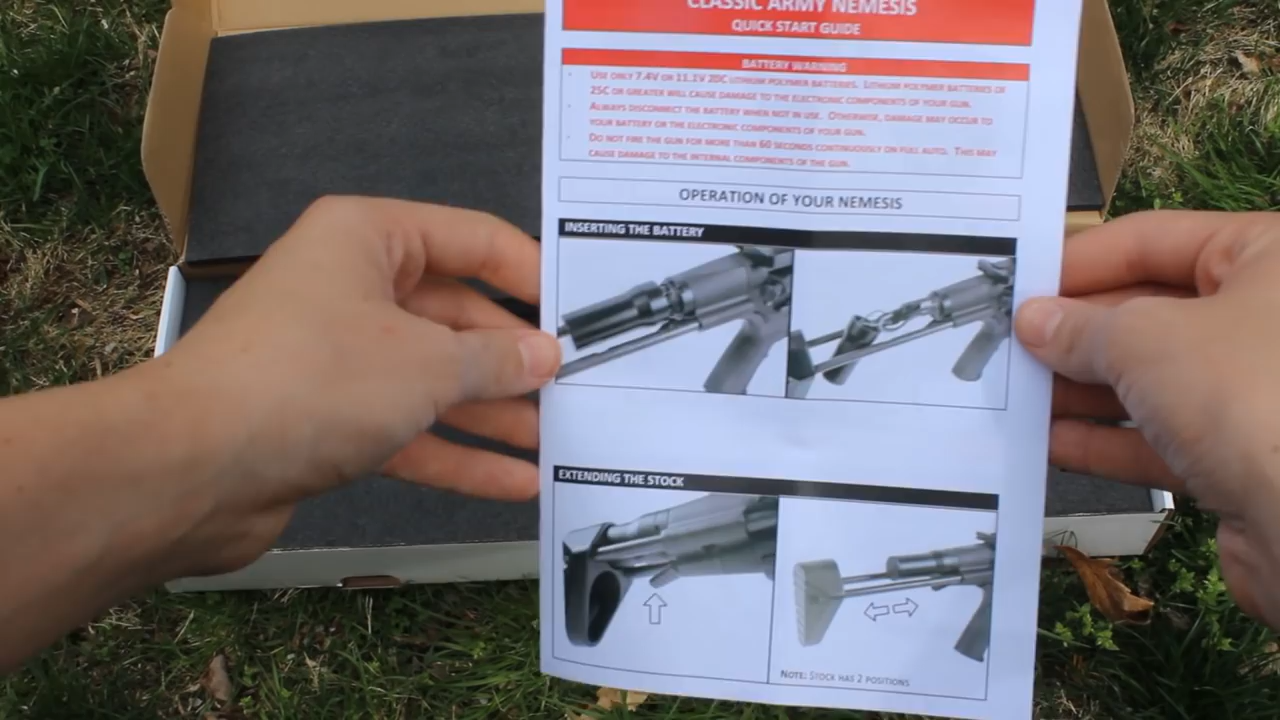 CLASSIC ARMY NEMESIS
QUICK START GUIDE
BATTERY WARNING
USE ONLY 7.4V OR 11.1V 20C LITHIUM POLYMER BATTERIES. LITHIUM POLYMER BATTERIES OF
25C OR GREATER WILL CAUSE DAMAGE TO THE ELECTRONIC COMPONENTS OF YOUR GUN.
ALWAYS DISCONNECT THE BATTERY WHEN NOT IN USE. OTHERWISE, DAMAGE MAY OCCUR TO
YOUR BATTERY OR THE ELECTRONIC COMPONENTS OF YOUR GUN.
DO NOT FIRE THE GUN FOR MORE THAN 60 SECONDS CONTINUOUSLY ON FULL AUTO. THIS MAY
CAUSE DAMAGE TO THE INTERNAL COMPONENTS OF THE GUN.
OPERATION OF YOUR NEMESIS
INSERTING THE BATTERY
EXTENDING THE STOCK
NOTE: STOCK HAS 2 POSITIONS